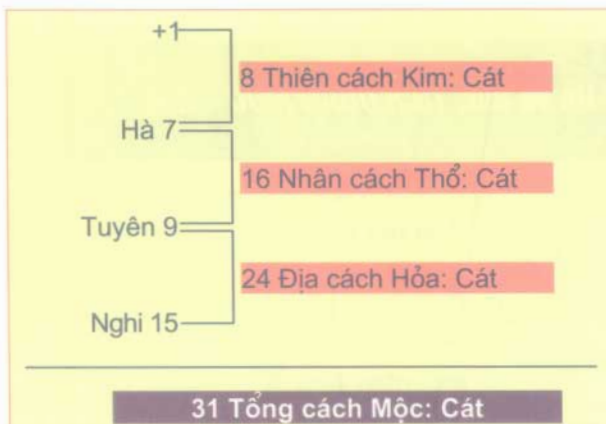 +1
8 Thiên cách Kim: Cát
Hà 7
16 Nhân cách Thổ: Cát
Tuyên 9
24 Địa cách Hỏa: Cát
Nghi 15
31 Tổng cách Mộc: Cát